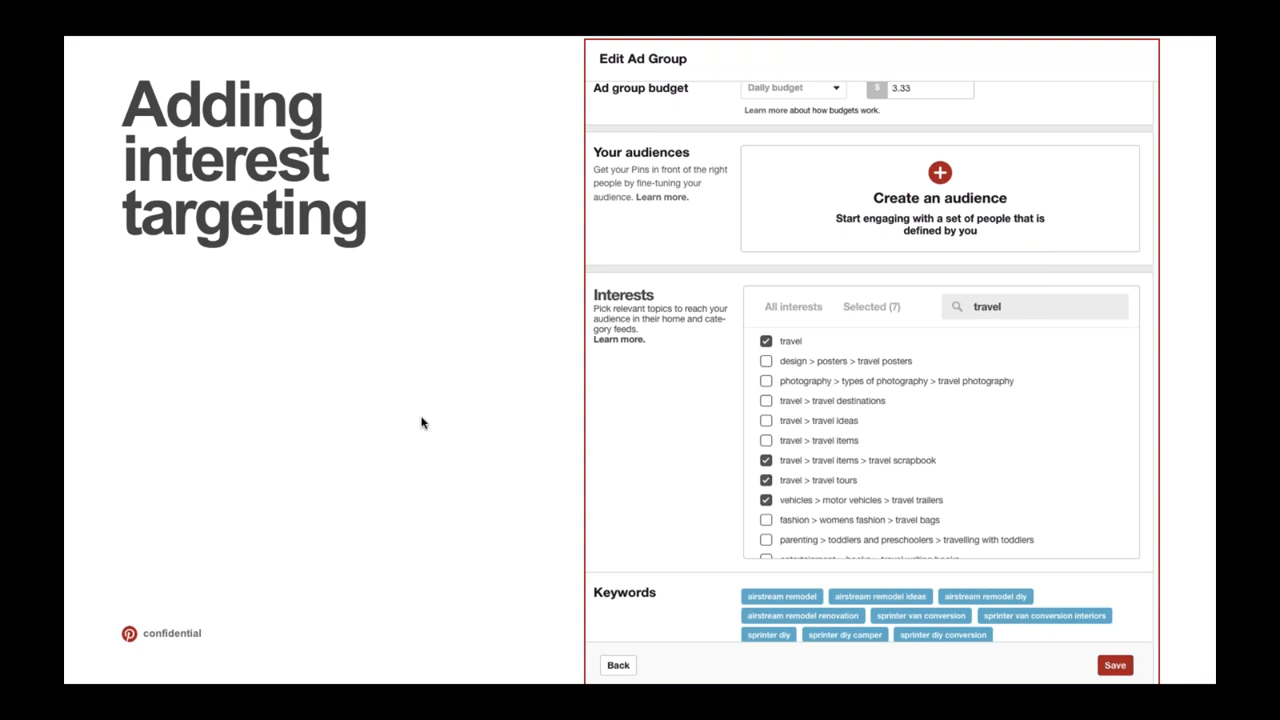 Adding
interest
targeting
confidential
Edit Ad Group
Ad group budget
Daily budget
$ 3.33
Learn more about how budgets work.
Your audiences
Get your Pins in front of the right
people by fine-tuning your
audience. Learn more.
Create an audience
Start engaging with a set of people that is
defined by you
Interests
Pick relevant topics to reach your
audience in their home and cate-
gory feeds.
Learn more.
All interests Selected (7) travel
travel
design > posters > travel posters
photography > types of photography > travel photography
travel > travel destinations
travel > travel ideas
travel > travel items
travel > travel items > travel scrapbook
travel > travel tours
vehicles > motor vehicles > travel trailers
fashion > womens fashion > travel bags
parenting > toddlers and preschoolers > travelling with toddlers
Keywords
airstream remodel airstream remodel ideas airstream remodel diy
airstream remodel renovation sprinter van conversion sprinter van conversion interiors
sprinter diy sprinter diy camper sprinter diy conversion
Back Save